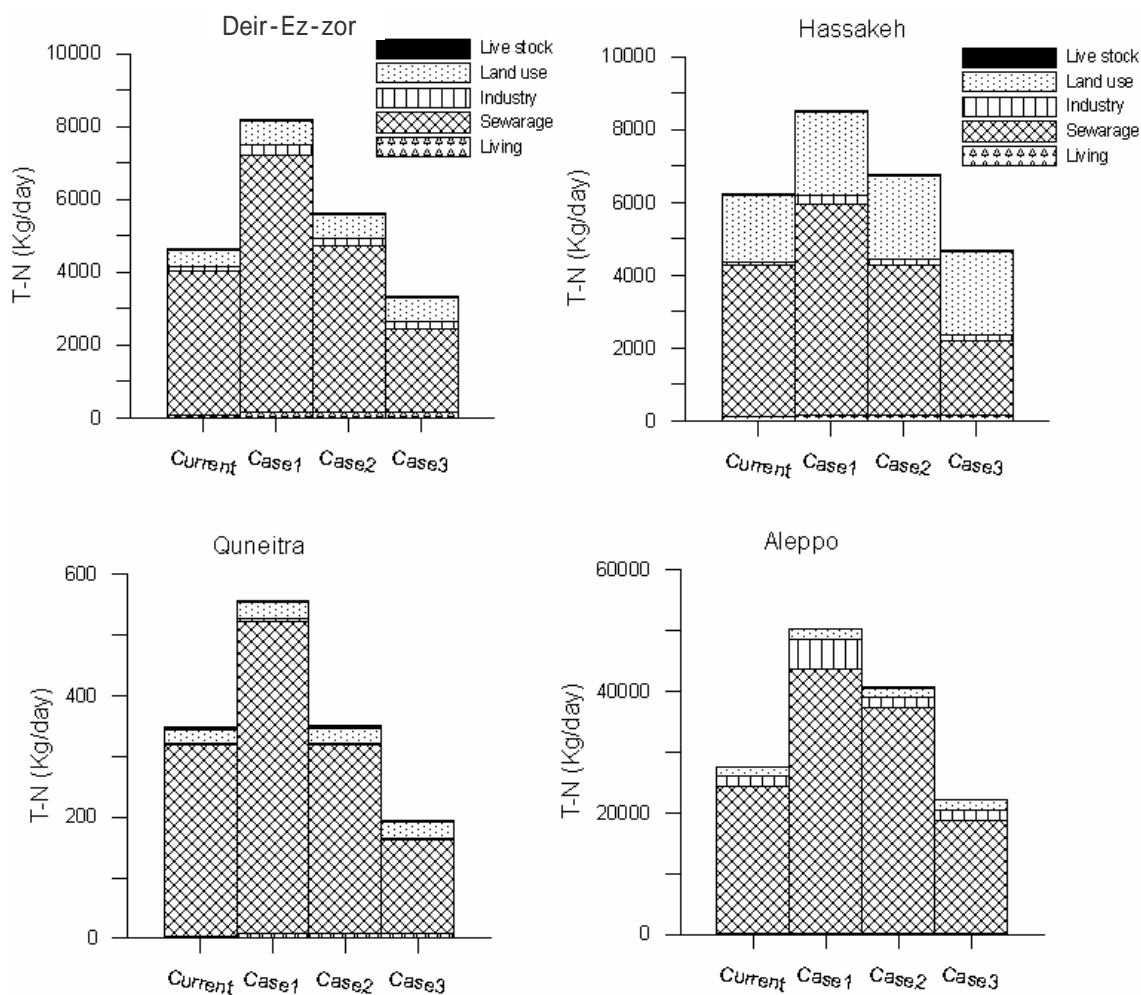 Deir-Ez-zor
10000
8000
6000
4000
2000
0
T-N (Kg/day)
Live stock
Land use
Industry
Sewarage
Living
Current
Case1
Case2
Case3
Hassakeh
10000
8000
6000
4000
2000
0
T-N (Kg/day)
Live stock
Land use
Industry
Sewarage
Living
Current
Case1
Case2
Case3
Quneitra
600
400
200
0
T-N (Kg/day)
Current
Case1
Case2
Case3
Aleppo
60000
40000
20000
0
T-N (Kg/day)
Current
Case1
Case2
Case3